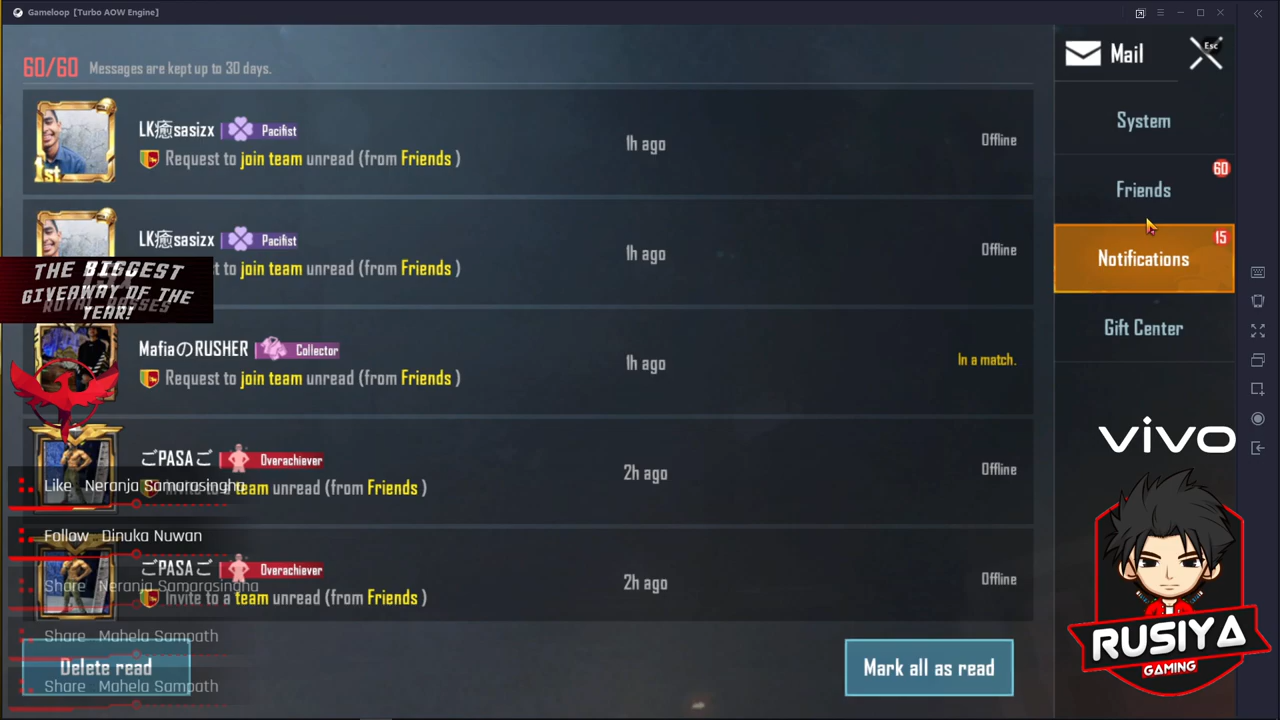 Gameloop [Turbo AOW Engine]
60/60 Messages are kept up to 30 days.
LK癒sasizx Pacifist
Request to join team unread (from Friends )
1h ago
Offline
1st
LK癒sasizx Pacifist
Request to join team unread (from Friends )
1h ago
Offline
THE BIGGEST
GIVEAWAY OF THE
YEAR!
ROYAL PASSES
MafiaのRUSHER Collector
Request to join team unread (from Friends )
1h ago
In a match.
ごPASAご Overachiever
Invite to a team unread (from Friends )
2h ago
Offline
Like Neranja Samarasingha
Follow Dinuka Nuwan
ごPASAご Overachiever
Invite to a team unread (from Friends )
2h ago
Offline
Share Neranja Samarasingha
Share Mahela Sampath
Delete read
Share Mahela Sampath
Mark all as read
Mail
Esc
System
60
Friends
15
Notifications
Gift Center
vivo
RUSIYA
GAMING